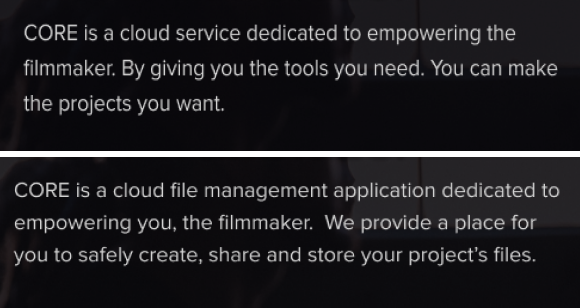 CORE is a cloud service dedicated to empowering the
filmmaker. By giving you the tools you need. You can make
the projects you want.
CORE is a cloud file management application dedicated to
empowering you, the filmmaker.  We provide a place for
you to safely create, share and store your project’s files.